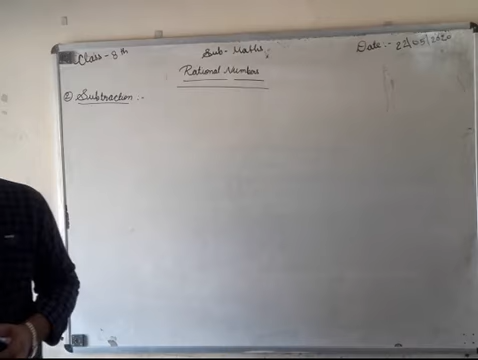 Class - 8th Sub - Maths : Date :- 22/05/2020
Rational Numbers
② Subtraction :-